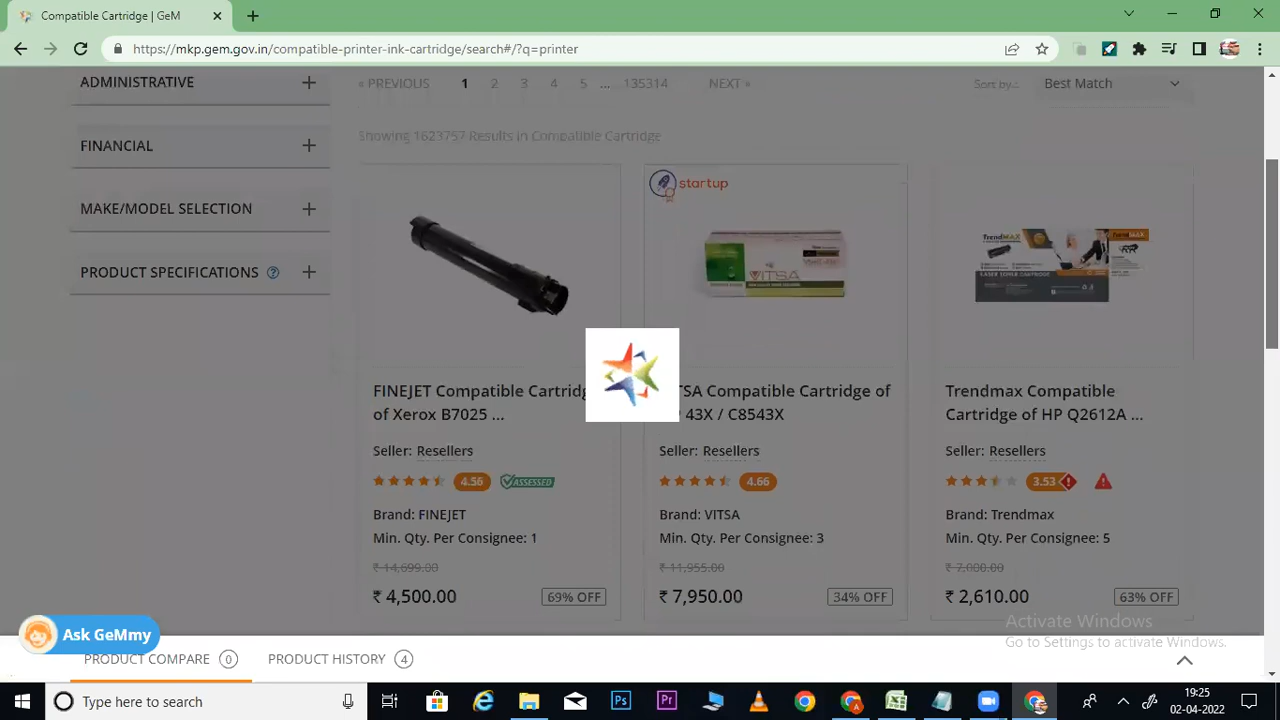 Compatible Cartridge | GeM
https://mkp.gem.gov.in/compatible-printer-ink-cartridge/search#/?q=printer
ADMINISTRATIVE
FINANCIAL
MAKE/MODEL SELECTION
PRODUCT SPECIFICATIONS ?
« PREVIOUS 1 2 3 4 5 ... 135314 NEXT »
Sort by... Best Match
Showing 1623757 Results in Compatible Cartridge
FINEJET Compatible Cartridge
of Xerox B7025 ...
Seller: Resellers
4.56 ASSESSED
Brand: FINEJET
Min. Qty. Per Consignee: 1
₹ 14,699.00
₹ 4,500.00 69% OFF
startup
VITSA
TSA Compatible Cartridge of
43X / C8543X
Seller: Resellers
4.66
Brand: VITSA
Min. Qty. Per Consignee: 3
₹ 11,955.00
₹ 7,950.00 34% OFF
TrendMAX TrendMAX
Trendmax Compatible
Cartridge of HP Q2612A ...
Seller: Resellers
3.53
Brand: Trendmax
Min. Qty. Per Consignee: 5
₹ 7,000.00
₹ 2,610.00 63% OFF
Activate Windows
Go to Settings to activate Windows.
Ask GeMmy
PRODUCT COMPARE 0 PRODUCT HISTORY 4
Type here to search
Ps
Pr
A
19:25
02-04-2022